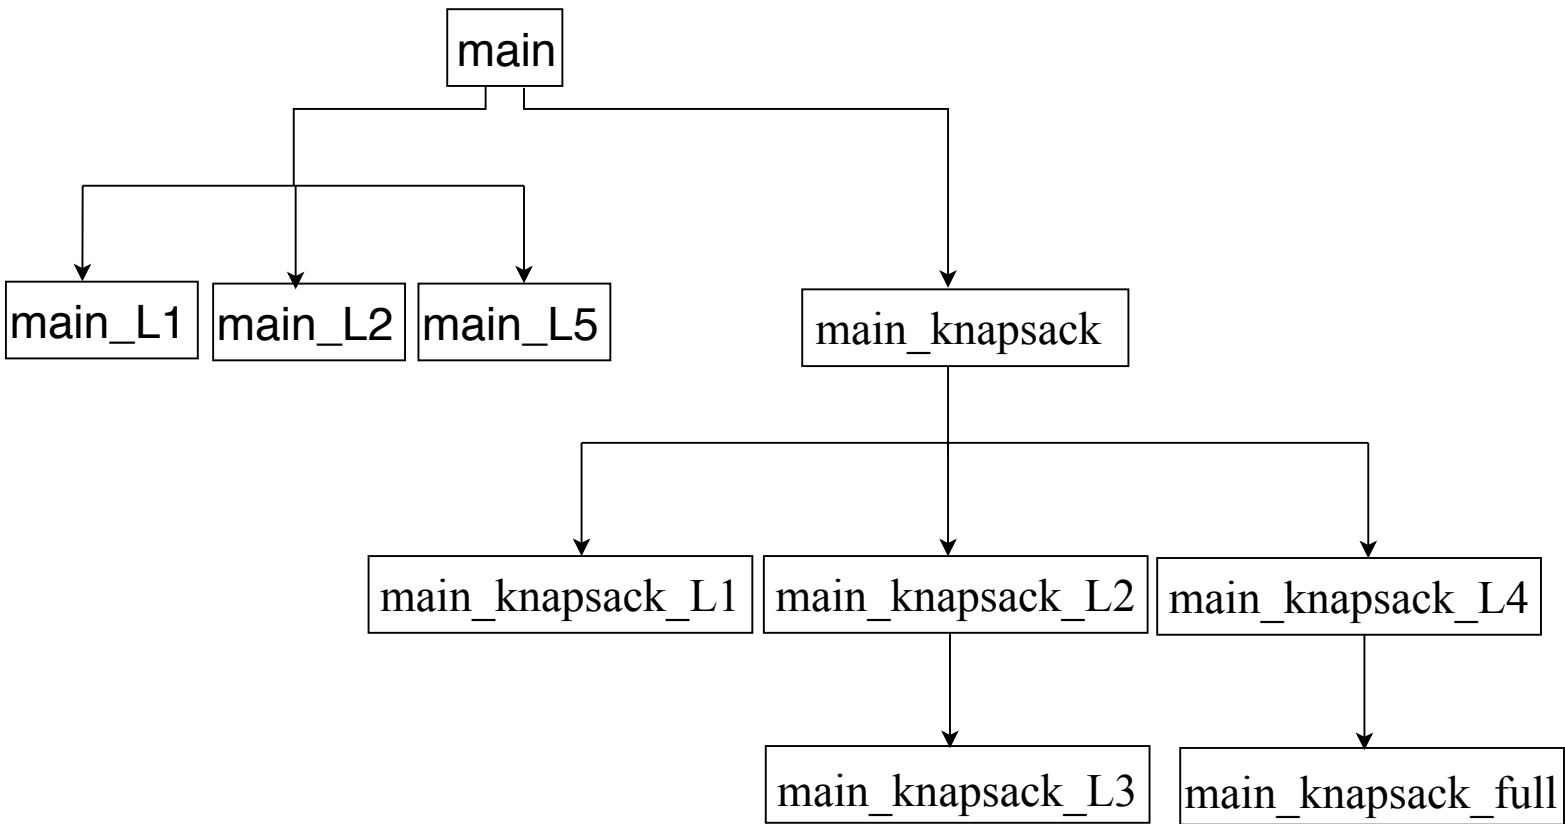 main
main_L1
main_L2
main_L5
main_knapsack
main_knapsack_L1
main_knapsack_L2
main_knapsack_L4
main_knapsack_L3
main_knapsack_full